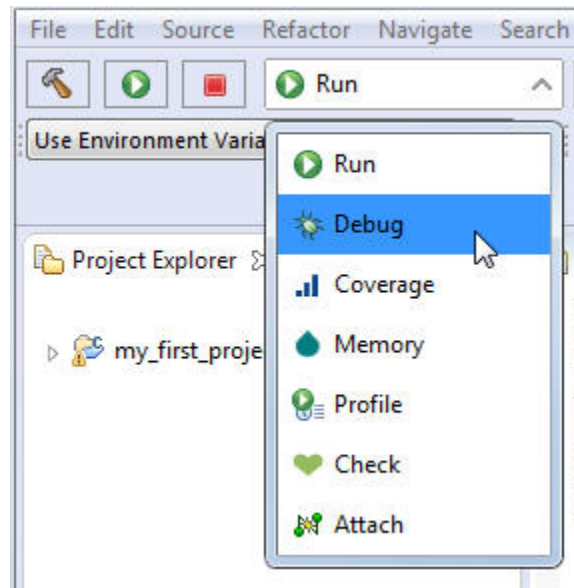 File Edit Source Refactor Navigate Search
Run
Use Environment Varia
Run
Debug
Project Explorer
Coverage
Memory
my_first_proje
Profile
Check
Attach